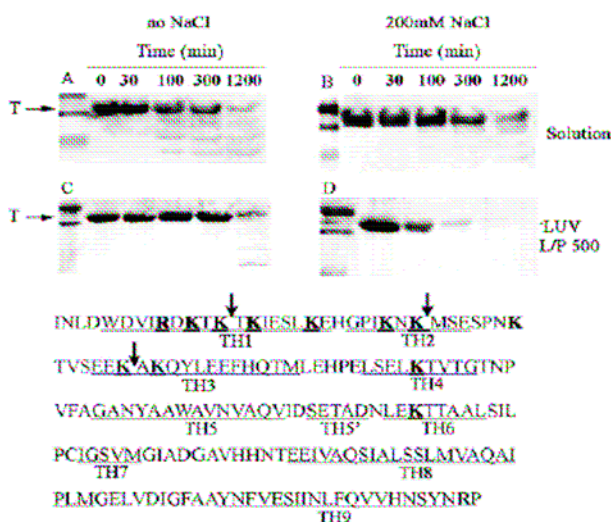 no NaCl 200mM NaCl
Time (min) Time (min)
A 0 30 100 300 1200 B 0 30 100 300 1200
T
Solution
C D
T
LUV
L/P 500
INLDWDVIRDKTKTKIESLKEHGPIKNKMSESPNK
TH1 TH2
TVSEEKAKQYLEEFHQTMLEHPELSELKTVTGTNP
TH3 TH4
VFAGANYAAWAVNVAQVIDSETADNLEKTTAALSIL
TH5 TH5' TH6
PCIGSVMGIADGAVHHNTEEIVAQSIALSSLMVAQAI
TH7 TH8
PLMGELVDIGFAAYNFVESIINLFQVVHNSYNRP
TH9